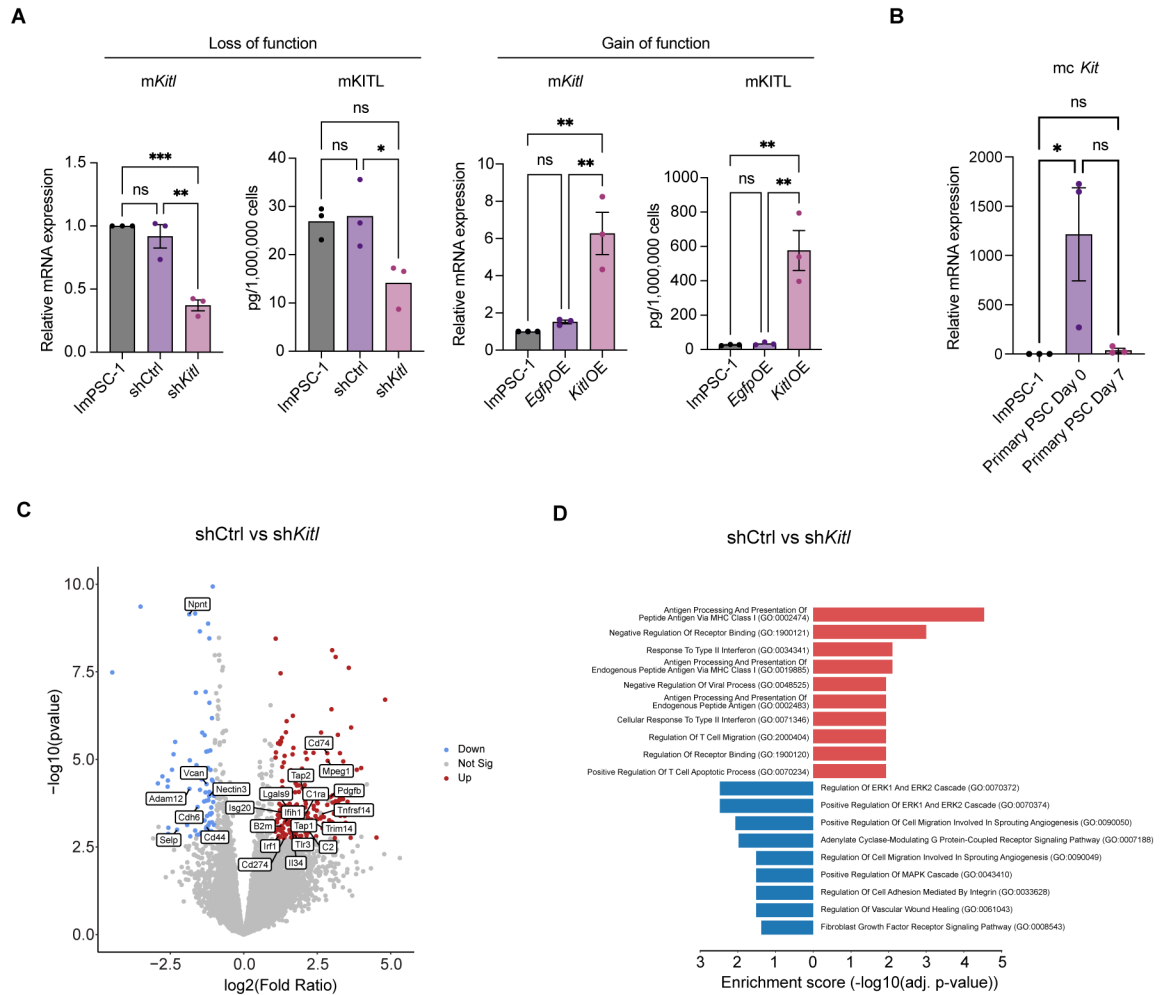 A
Loss of function
Gain of function
mKitl
mKITL
mKitl
mKITL
ns
ns
*
***
ns
**
**
ns
**
**
ns
**
Relative mRNA expression
1.5
1.0
0.5
0.0
ImPSC-1
shCtrl
shKitl
pg/1,000,000 cells
40
30
20
10
0
ImPSC-1
shCtrl
shKitl
Relative mRNA expression
10
8
6
4
2
0
ImPSC-1
EgfpOE
KitlOE
pg/1,000,000 cells
1000
800
600
400
200
0
ImPSC-1
EgfpOE
KitlOE
B
mc Kit
ns
*
ns
Relative mRNA expression
2000
1500
1000
500
0
ImPSC-1
Primary PSC Day 0
Primary PSC Day 7
C
shCtrl vs shKitl
−log10(pvalue)
10.0
7.5
5.0
2.5
0.0
−2.5
0.0
2.5
5.0
log2(Fold Ratio)
Npnt
Cd74
Vcan
Tap2
Mpeg1
Nectin3
Adam12
Lgals9
C1ra
Pdgfb
Isg20
Ifih1
Tnfrsf14
Cdh6
B2m
Tap1
Trim14
Selp
Cd44
Irf1
Tlr3
C2
Cd274
Il34
Down
Not Sig
Up
D
shCtrl vs shKitl
Antigen Processing And Presentation Of
Peptide Antigen Via MHC Class I (GO:0002474)
Negative Regulation Of Receptor Binding (GO:1900121)
Response To Type II Interferon (GO:0034341)
Antigen Processing And Presentation Of
Endogenous Peptide Antigen Via MHC Class I (GO:0019885)
Negative Regulation Of Viral Process (GO:0048525)
Antigen Processing And Presentation Of
Endogenous Peptide Antigen (GO:0002483)
Cellular Response To Type II Interferon (GO:0071346)
Regulation Of T Cell Migration (GO:2000404)
Regulation Of Receptor Binding (GO:1900120)
Positive Regulation Of T Cell Apoptotic Process (GO:0070234)
Regulation Of ERK1 And ERK2 Cascade (GO:0070372)
Positive Regulation Of ERK1 And ERK2 Cascade (GO:0070374)
Positive Regulation Of Cell Migration Involved In Sprouting Angiogenesis (GO:0090050)
Adenylate Cyclase-Modulating G Protein-Coupled Receptor Signaling Pathway (GO:0007188)
Regulation Of Cell Migration Involved In Sprouting Angiogenesis (GO:0090049)
Positive Regulation Of MAPK Cascade (GO:0043410)
Regulation Of Cell Adhesion Mediated By Integrin (GO:0033628)
Regulation Of Vascular Wound Healing (GO:0061043)
Fibroblast Growth Factor Receptor Signaling Pathway (GO:0008543)
3
2
1
0
1
2
3
4
5
Enrichment score (-log10(adj. p-value))